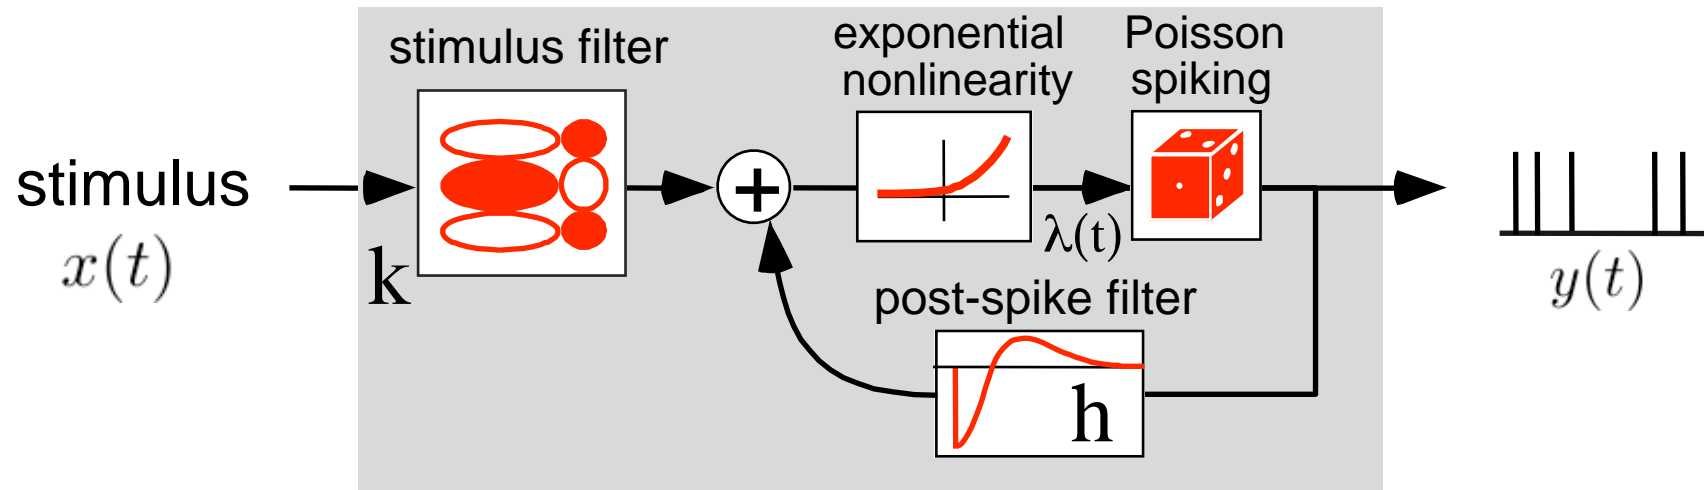 stimulus filter
exponential
nonlinearity
Poisson
spiking
stimulus
x(t)
k
+
λ(t)
post-spike filter
h
y(t)